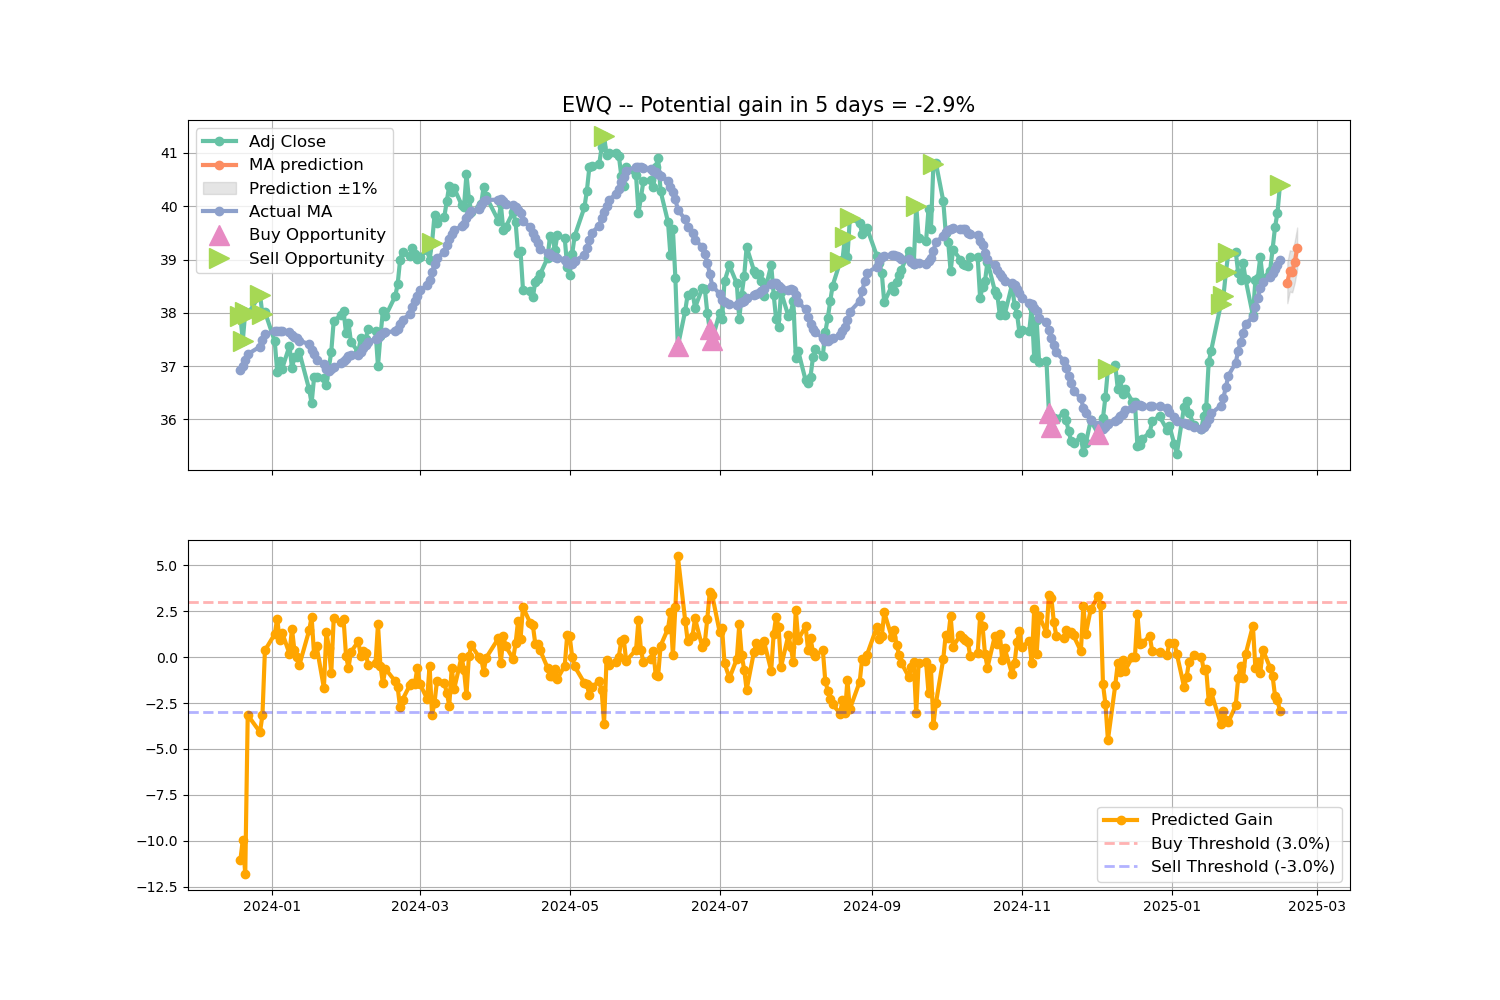 EWQ -- Potential gain in 5 days = -2.9%
Adj Close
MA prediction
Prediction ±1%
Actual MA
Buy Opportunity
Sell Opportunity
41
40
39
38
37
36
5.0
2.5
0.0
−2.5
−5.0
−7.5
−10.0
−12.5
Predicted Gain
Buy Threshold (3.0%)
Sell Threshold (-3.0%)
2024-01 2024-03 2024-05 2024-07 2024-09 2024-11 2025-01 2025-03